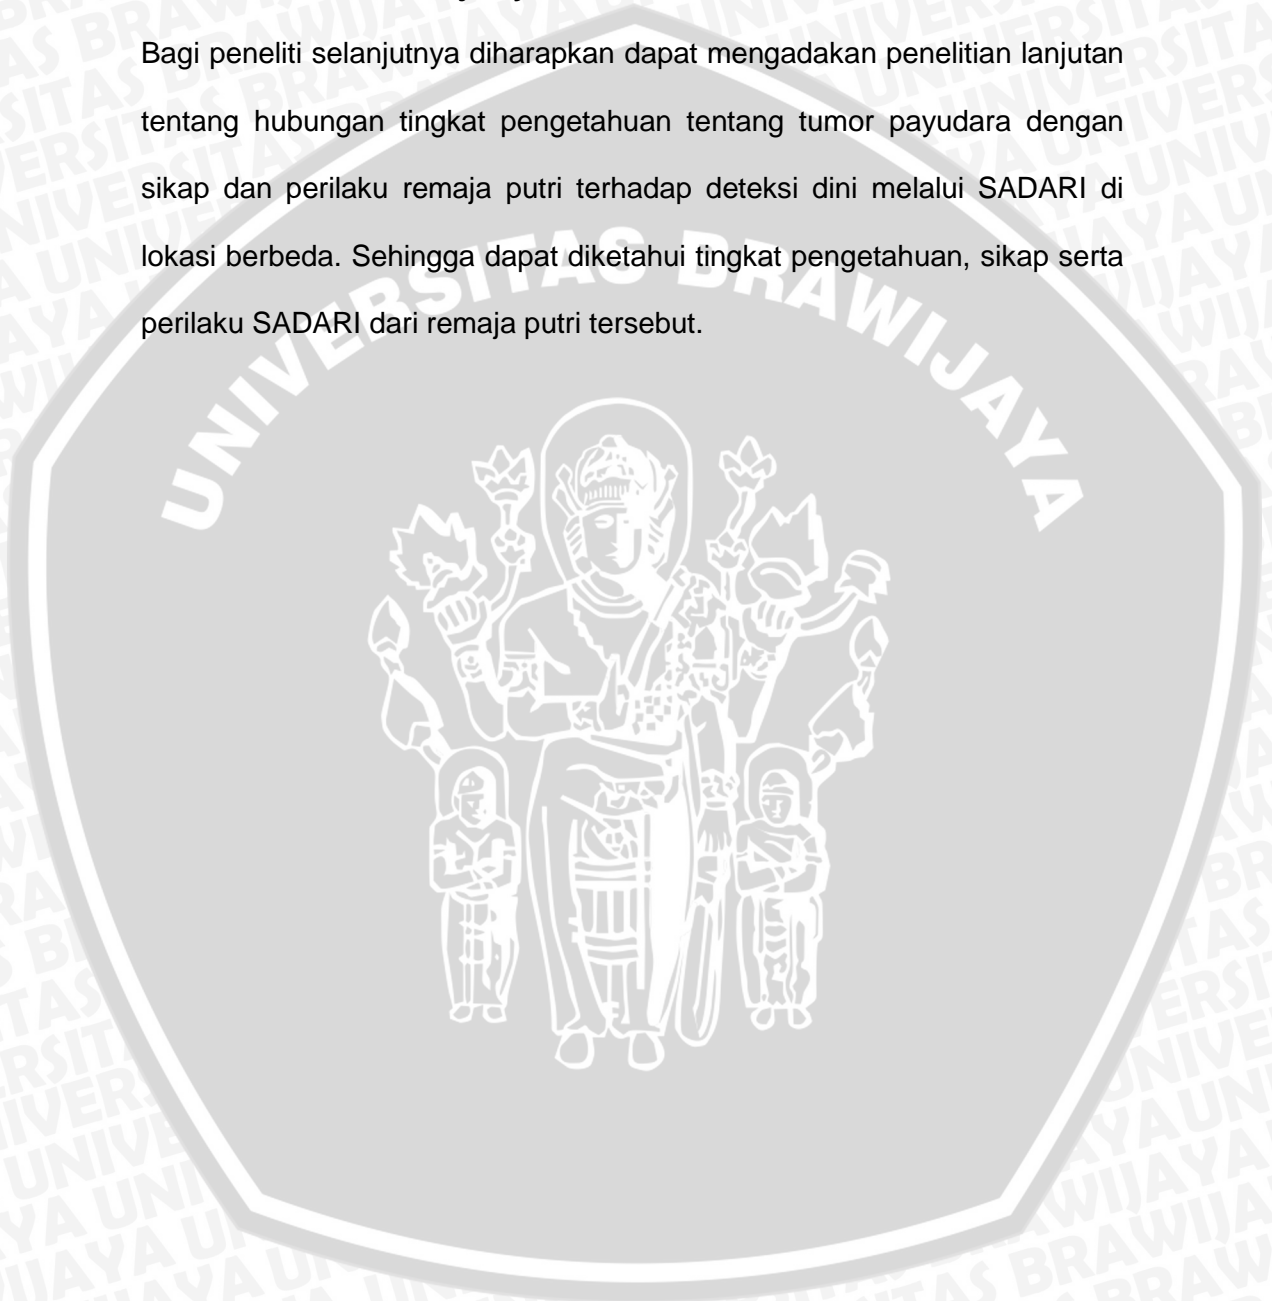 Bagi peneliti selanjutnya diharapkan dapat mengadakan penelitian lanjutan
tentang hubungan tingkat pengetahuan tentang tumor payudara dengan
sikap dan perilaku remaja putri terhadap deteksi dini melalui SADARI di
lokasi berbeda. Sehingga dapat diketahui tingkat pengetahuan, sikap serta
perilaku SADARI dari remaja putri tersebut.
UNIVERSITAS BRAWIJAYA